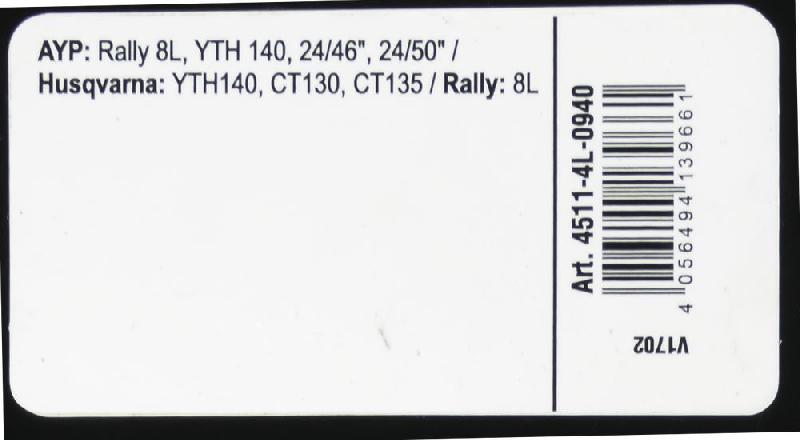 AYP: Rally 8L, YTH 140, 24/46", 24/50" /
Husqvarna: YTH140, CT130, CT135 / Rally: 8L
Art. 4511-4L-0940
4 056494 139661
V1702